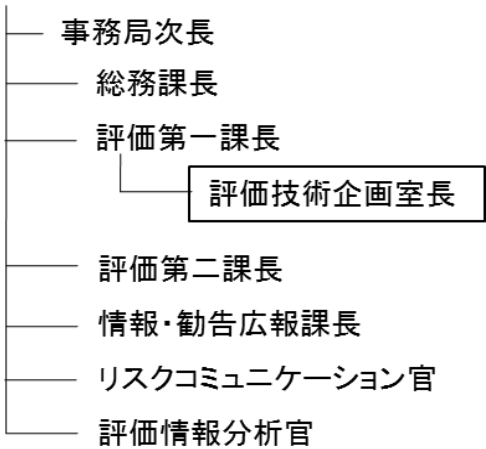 事務局次長
総務課長
評価第一課長
評価技術企画室長
評価第二課長
情報・勧告広報課長
リスクコミュニケーション官
評価情報分析官